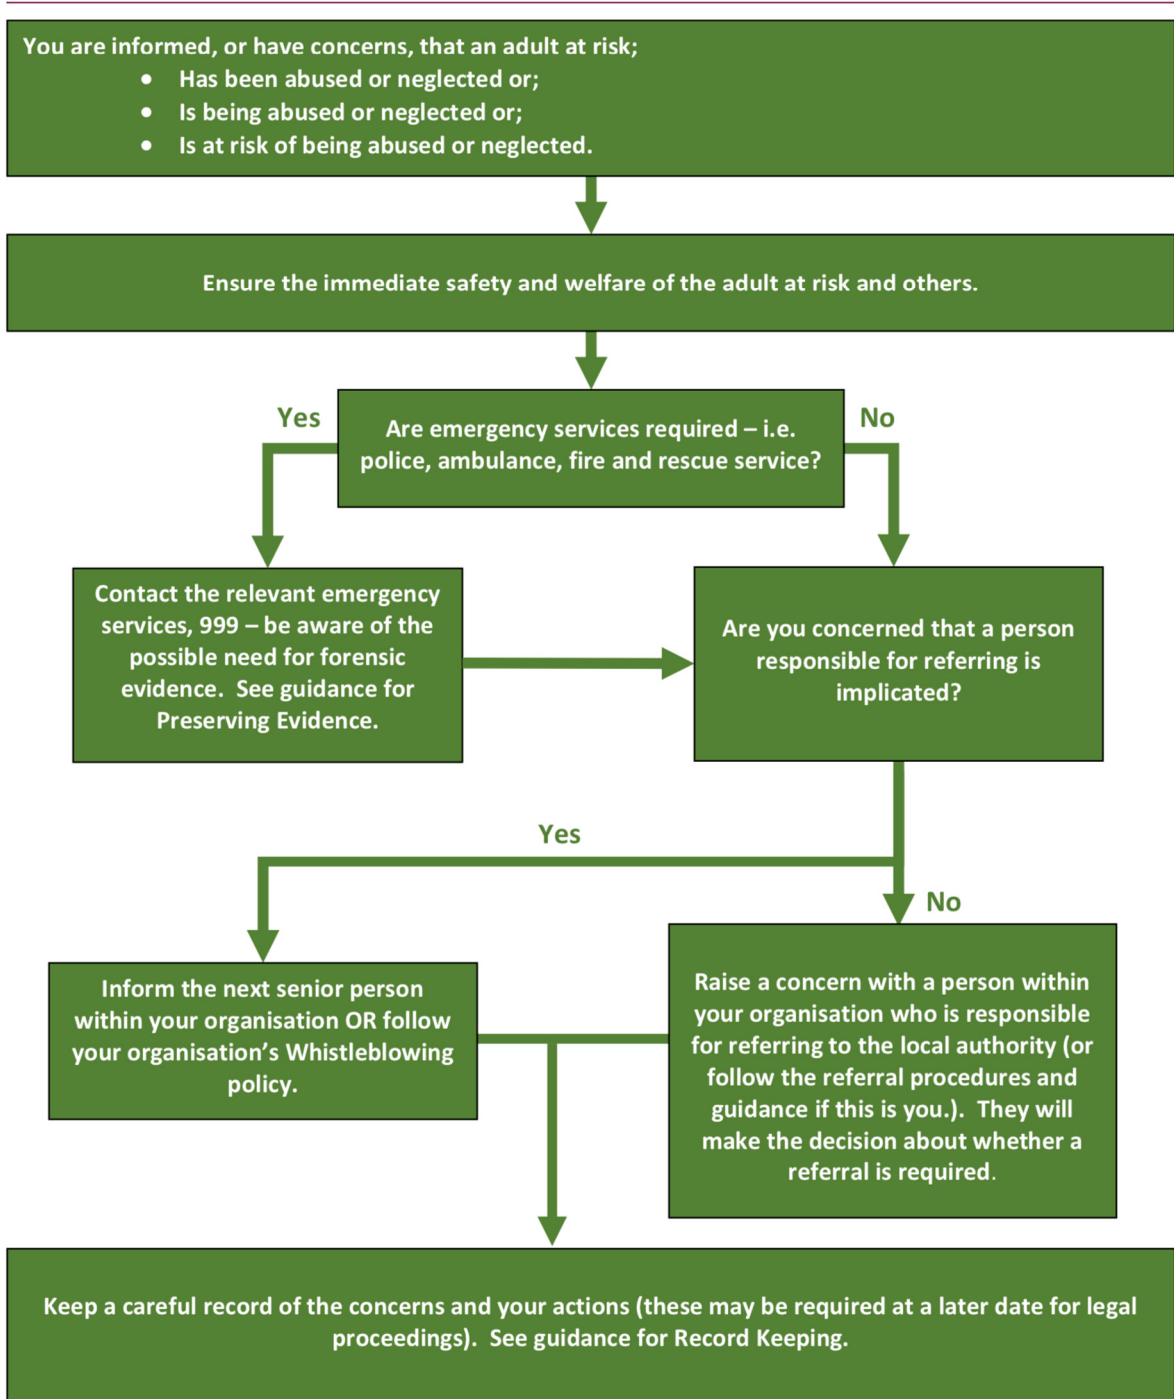 You are informed, or have concerns, that an adult at risk;
• Has been abused or neglected or;
• Is being abused or neglected or;
• Is at risk of being abused or neglected.
Ensure the immediate safety and welfare of the adult at risk and others.
Are emergency services required – i.e.
police, ambulance, fire and rescue service?
Yes
No
Contact the relevant emergency
services, 999 – be aware of the
possible need for forensic
evidence.  See guidance for
Preserving Evidence.
Are you concerned that a person
responsible for referring is
implicated?
Yes
No
Inform the next senior person
within your organisation OR follow
your organisation’s Whistleblowing
policy.
Raise a concern with a person within
your organisation who is responsible
for referring to the local authority (or
follow the referral procedures and
guidance if this is you.).  They will
make the decision about whether a
referral is required.
Keep a careful record of the concerns and your actions (these may be required at a later date for legal
proceedings).  See guidance for Record Keeping.